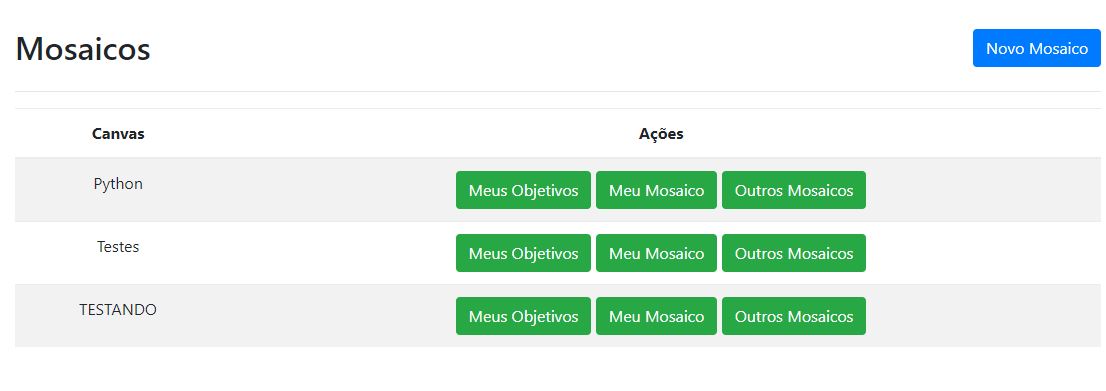 Mosaicos
Novo Mosaico
Canvas Ações
Python Meus Objetivos Meu Mosaico Outros Mosaicos
Testes Meus Objetivos Meu Mosaico Outros Mosaicos
TESTANDO Meus Objetivos Meu Mosaico Outros Mosaicos